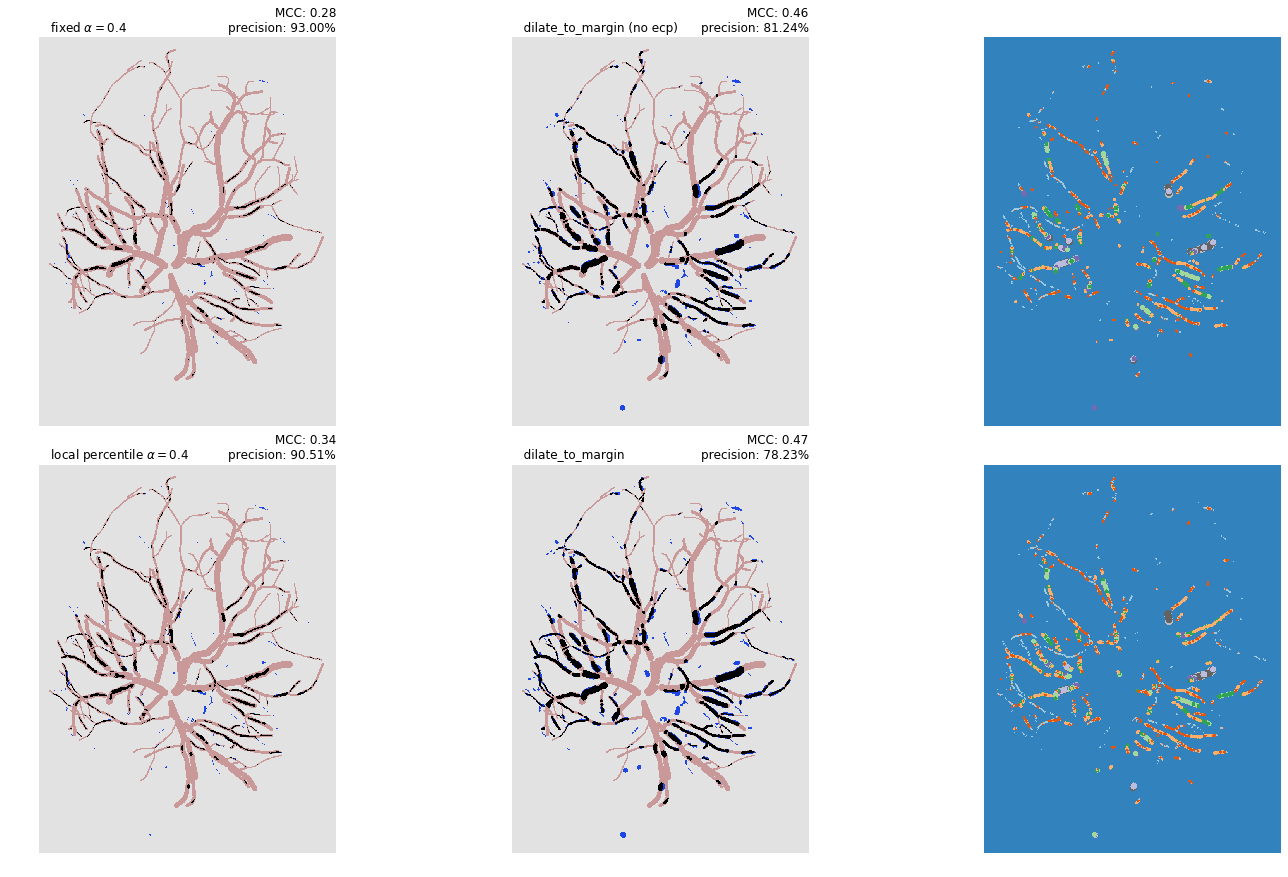 MCC: 0.28
fixed α = 0.4 precision: 93.00%
MCC: 0.46
dilate_to_margin (no ecp) precision: 81.24%
MCC: 0.34
local percentile α = 0.4 precision: 90.51%
MCC: 0.47
dilate_to_margin precision: 78.23%